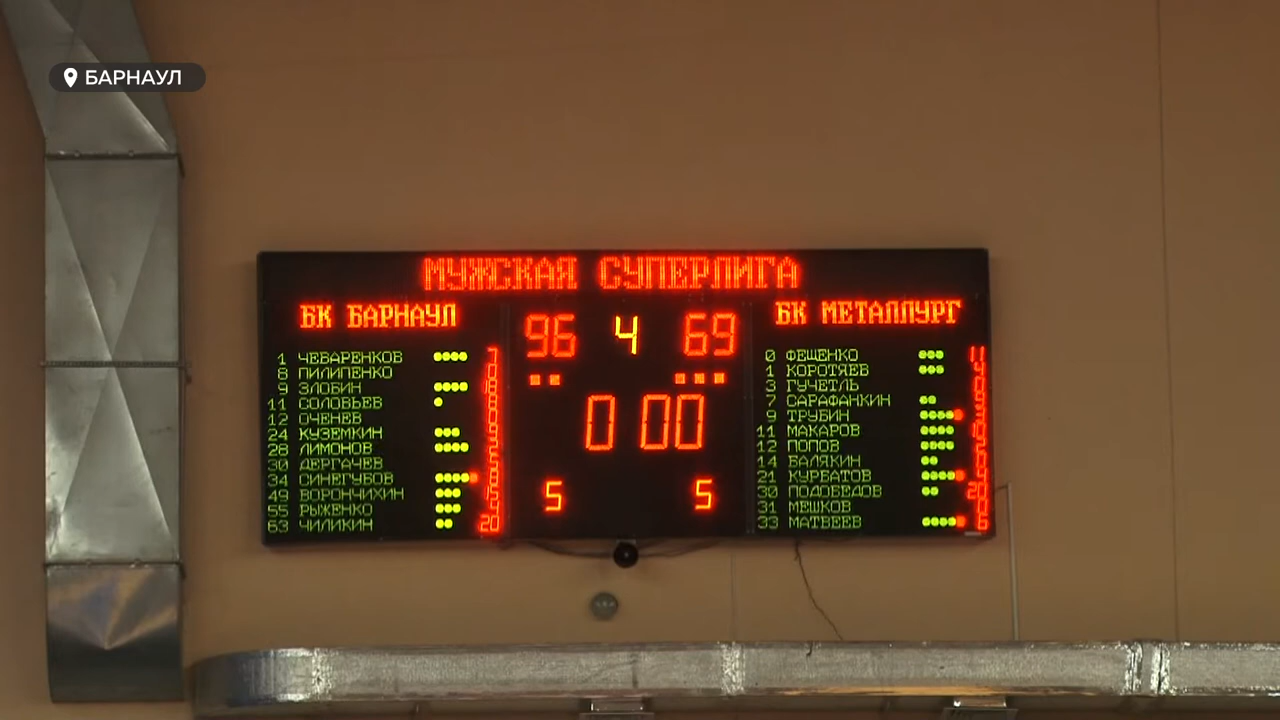 БАРНАУЛ
МУЖСКАЯ СУПЕРЛИГА
БК БАРНАУЛ
БК МЕТАЛЛУРГ
96 4 69
0 00
5 5
1 ЧЕБАРЕНКОВ
8 ПИЛИПЕНКО
9 ЗЛОБИН
11 СОЛОВЬЕВ
12 ОЧЕНЕВ
24 КУЗЕМКИН
28 ЛИМОНОВ
30 ДЕРГАЧЕВ
34 СИНЕГУБОВ
49 ВОРОНЧИХИН
55 РЫЖЕНКО
63 ЧИЛИКИН
0 ФЕЩЕНКО
1 КОРОТЯЕВ
3 ГУЧЕТЛЬ
7 САРАФАНКИН
9 ТРУБИН
11 МАКАРОВ
12 ПОПОВ
14 БАЛЯКИН
21 КУРБАТОВ
30 ПОДОБЕДОВ
31 МЕШКОВ
33 МАТВЕЕВ